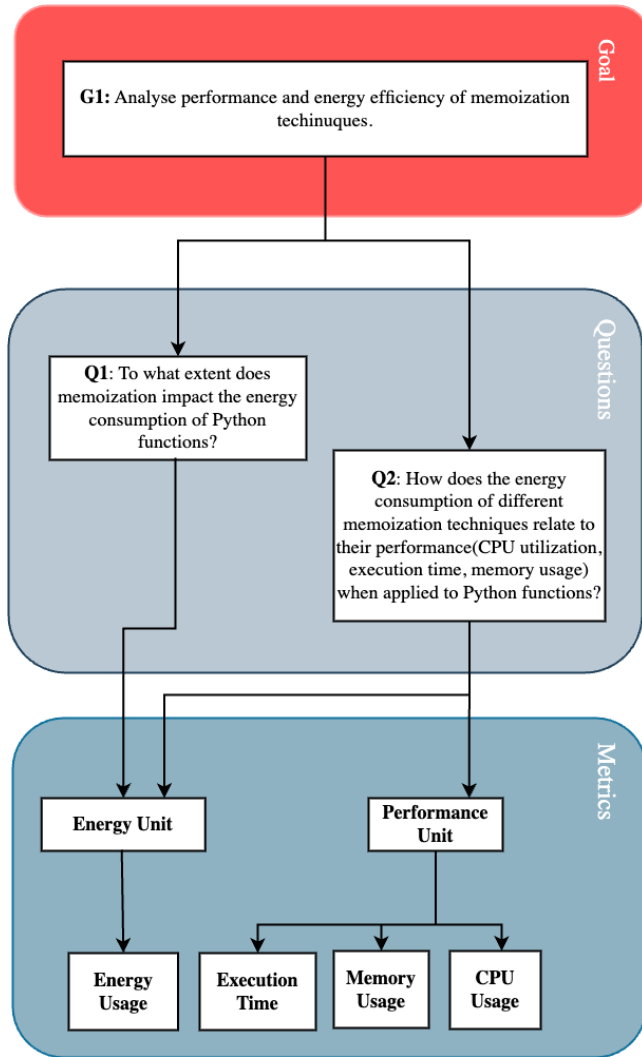 Goal
G1: Analyse performance and energy efficiency of memoization
techinuques.
Questions
Q1: To what extent does
memoization impact the energy
consumption of Python
functions?
Q2: How does the energy
consumption of different
memoization techniques relate to
their performance(CPU utilization,
execution time, memory usage)
when applied to Python functions?
Metrics
Energy Unit
Performance
Unit
Energy
Usage
Execution
Time
Memory
Usage
CPU
Usage